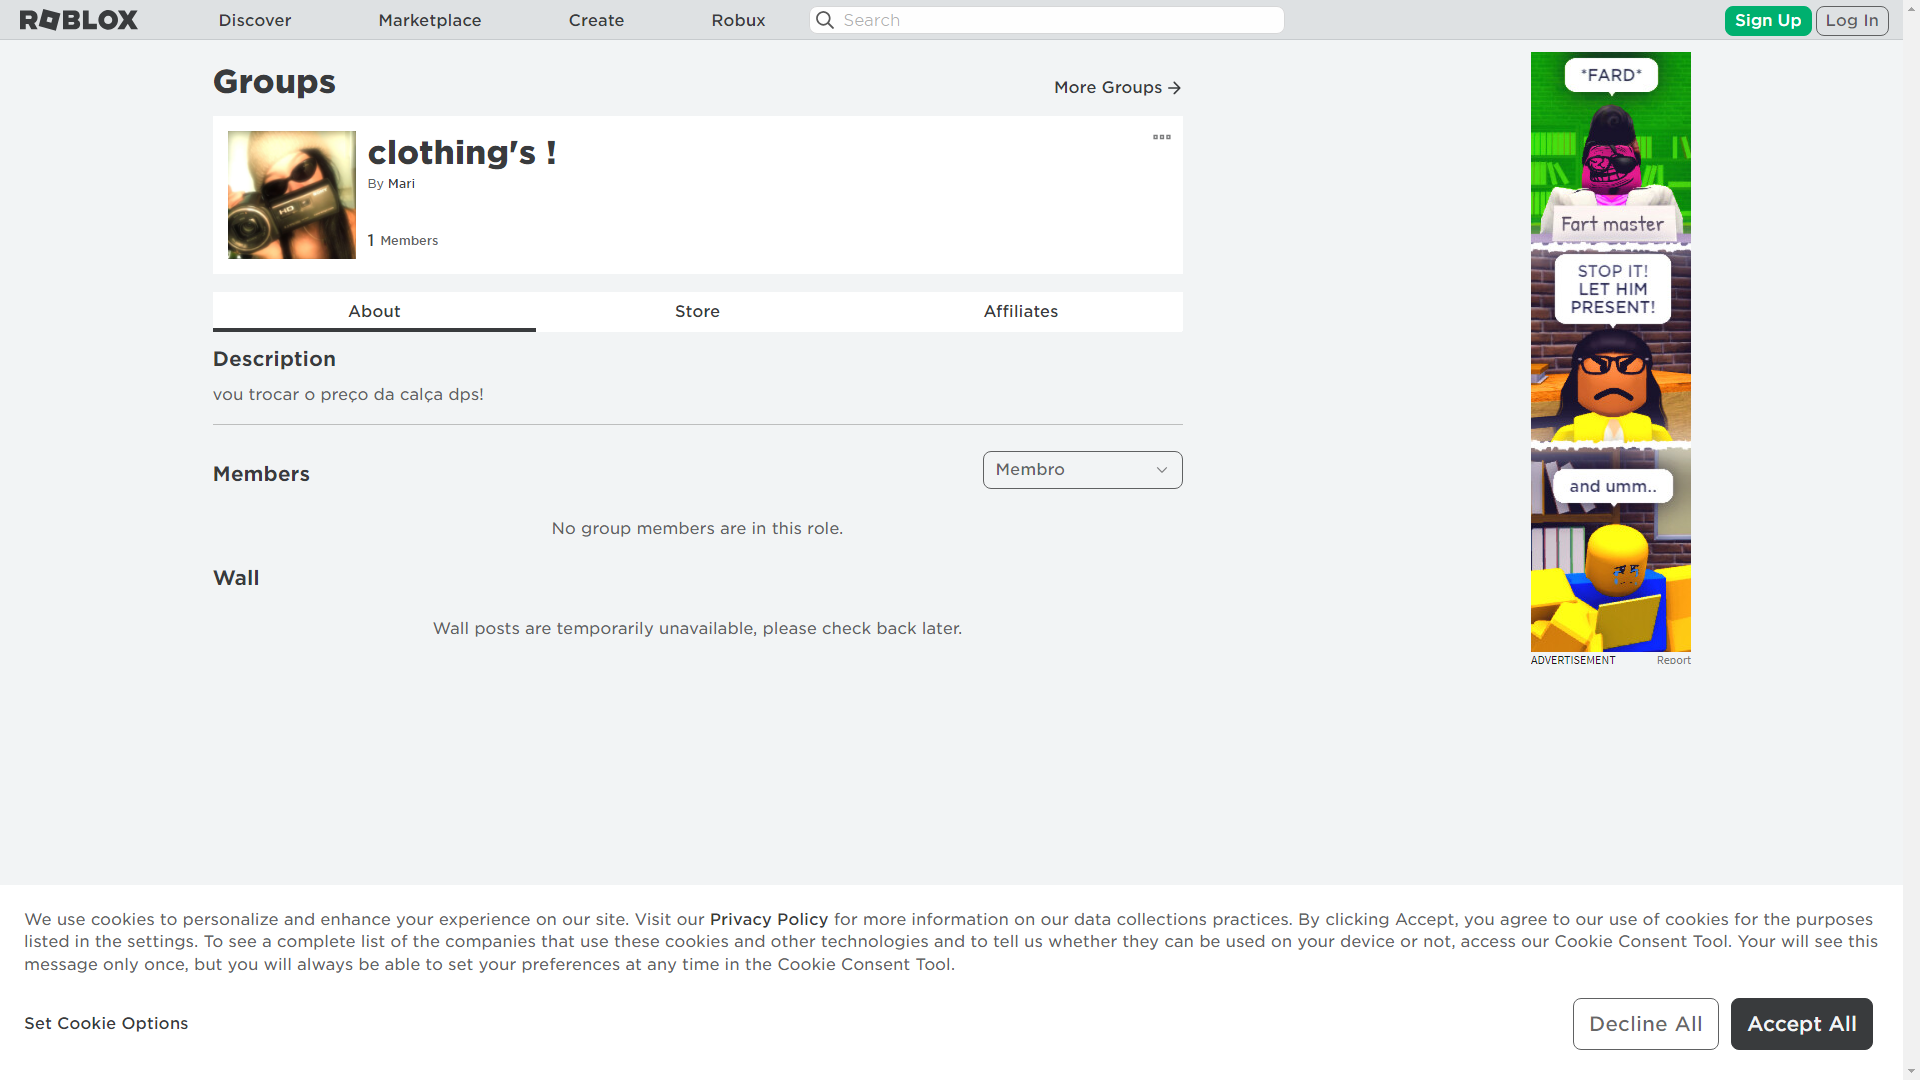 ROBLOX
Discover
Marketplace
Create
Robux
Search
Sign Up
Log In
Groups
More Groups
clothing's !
By Mari
1 Members
HD
About
Store
Affiliates
Description
vou trocar o preço da calça dps!
Members
Membro
No group members are in this role.
Wall
Wall posts are temporarily unavailable, please check back later.
*FARD*
Fart master
STOP IT!
LET HIM
PRESENT!
and umm..
ADVERTISEMENT
Report
We use cookies to personalize and enhance your experience on our site. Visit our Privacy Policy for more information on our data collections practices. By clicking Accept, you agree to our use of cookies for the purposes
listed in the settings. To see a complete list of the companies that use these cookies and other technologies and to tell us whether they can be used on your device or not, access our Cookie Consent Tool. Your will see this
message only once, but you will always be able to set your preferences at any time in the Cookie Consent Tool.
Set Cookie Options
Decline All
Accept All